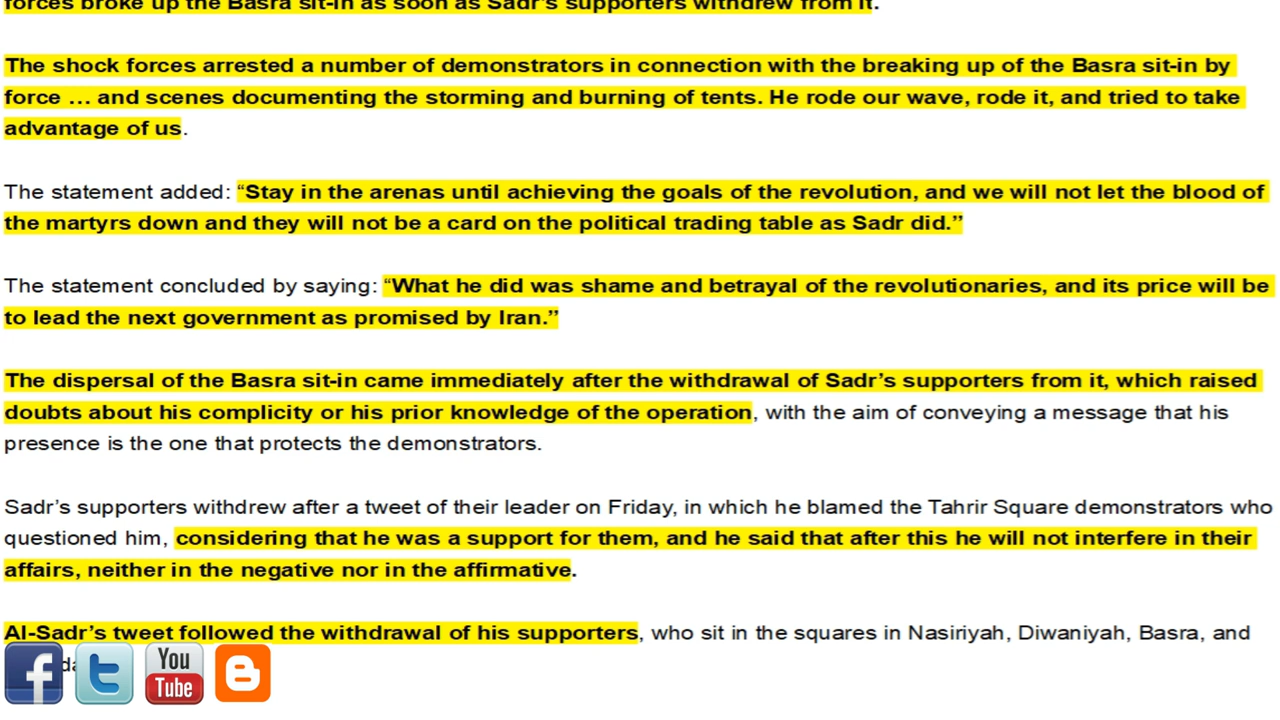 forces broke up the Basra sit-in as soon as Sadr's supporters withdrew from it.
The shock forces arrested a number of demonstrators in connection with the breaking up of the Basra sit-in by
force … and scenes documenting the storming and burning of tents. He rode our wave, rode it, and tried to take
advantage of us.
The statement added: “Stay in the arenas until achieving the goals of the revolution, and we will not let the blood of
the martyrs down and they will not be a card on the political trading table as Sadr did.”
The statement concluded by saying: “What he did was shame and betrayal of the revolutionaries, and its price will be
to lead the next government as promised by Iran.”
The dispersal of the Basra sit-in came immediately after the withdrawal of Sadr’s supporters from it, which raised
doubts about his complicity or his prior knowledge of the operation, with the aim of conveying a message that his
presence is the one that protects the demonstrators.
Sadr’s supporters withdrew after a tweet of their leader on Friday, in which he blamed the Tahrir Square demonstrators who
questioned him, considering that he was a support for them, and he said that after this he will not interfere in their
affairs, neither in the negative nor in the affirmative.
Al-Sadr’s tweet followed the withdrawal of his supporters, who sit in the squares in Nasiriyah, Diwaniyah, Basra, and
You
Tube